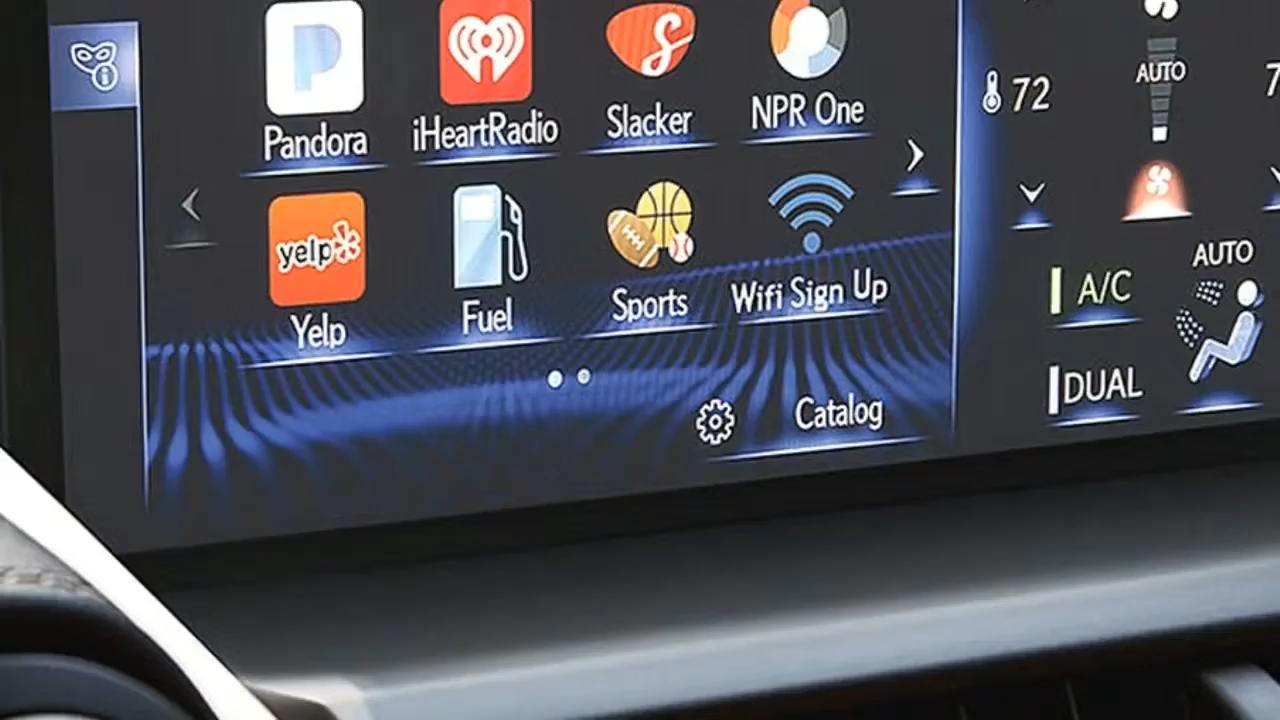 Pandora iHeartRadio Slacker NPR One
yelp
Yelp Fuel Sports Wifi Sign Up
Catalog
72
AUTO
AUTO
A/C
DUAL